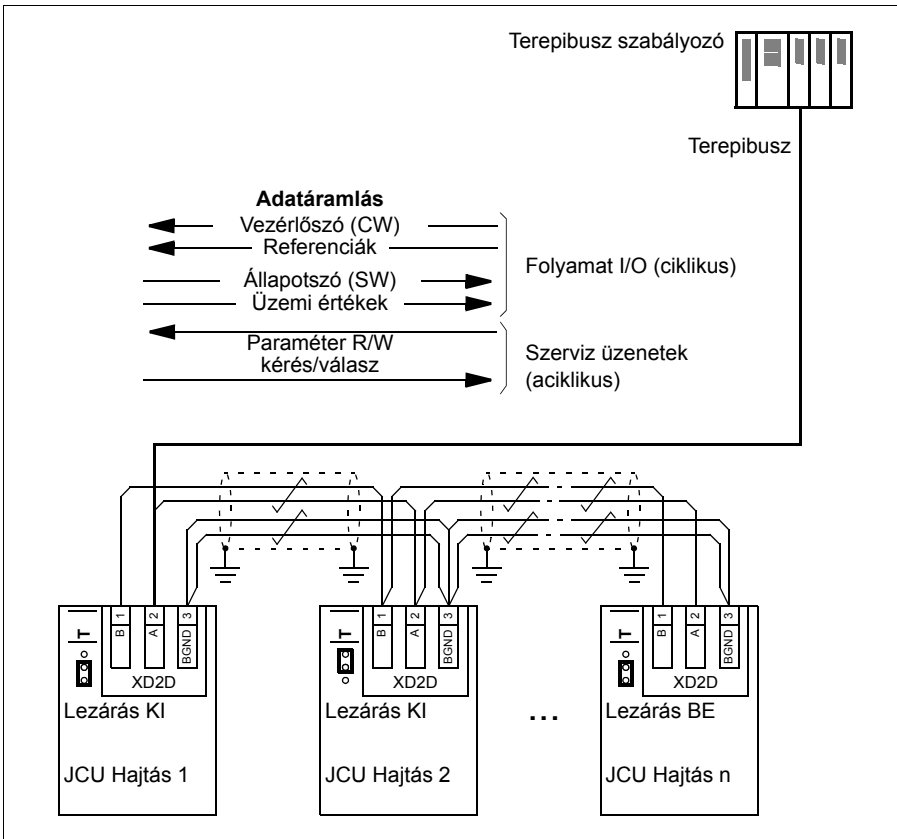 Terepibusz szabályozó
Terepibusz
Adatáramlás
Vezérlőszó (CW)
Referenciák
Folyamat I/O (ciklikus)
Állapotszó (SW)
Üzemi értékek
Paraméter R/W
kérés/válasz
Szerviz üzenetek
(aciklikus)
T
B 1
A 2
BGND 3
XD2D
Lezárás KI
JCU Hajtás 1
T
B 1
A 2
BGND 3
XD2D
Lezárás KI
JCU Hajtás 2
...
T
B 1
A 2
BGND 3
XD2D
Lezárás BE
JCU Hajtás n